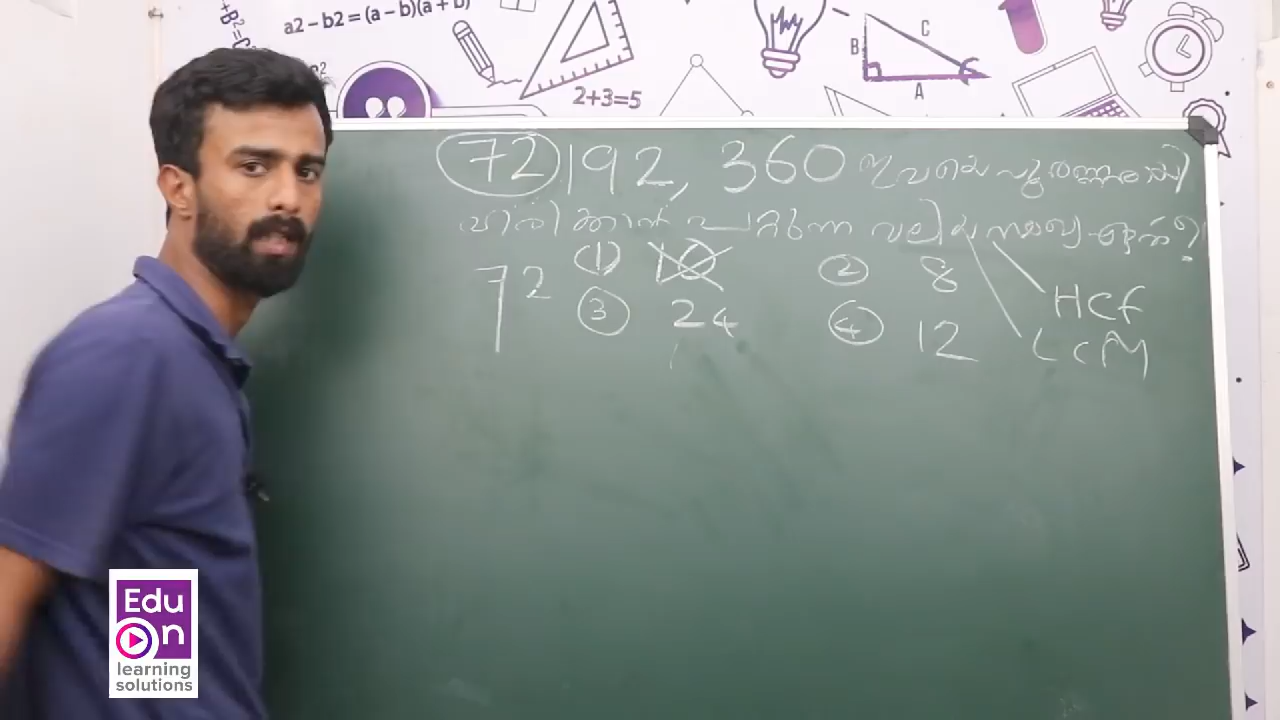 a2 – b2 = (a – b)(a + b)
2+3=5
B
C
A
72 192, 360 ഇവയെ പൂർണ്ണമായി
ഹരിക്കാൻ പറ്റുന്ന വലിയ സംഖ്യ ഏത്?
72 ① 10 ② 8
③ 24 ④ 12
HCF
LCM
Edu
On
learning
solutions